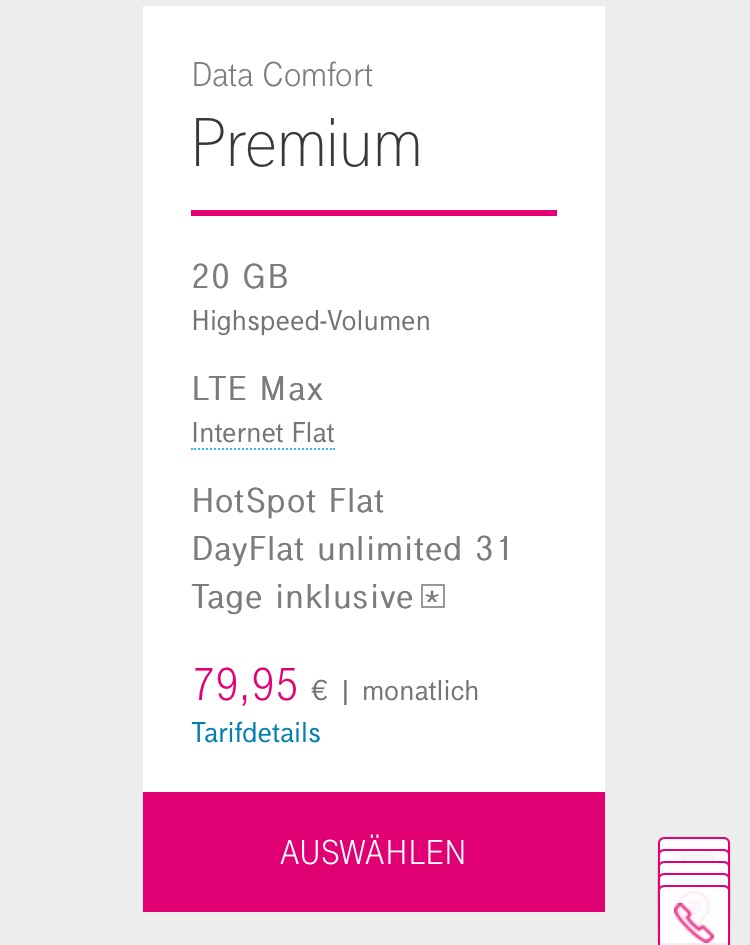 Data Comfort
Premium
20 GB
Highspeed-Volumen
LTE Max
Internet Flat
HotSpot Flat
DayFlat unlimited 31
Tage inklusive *
79,95 € | monatlich
Tarifdetails
AUSWÄHLEN